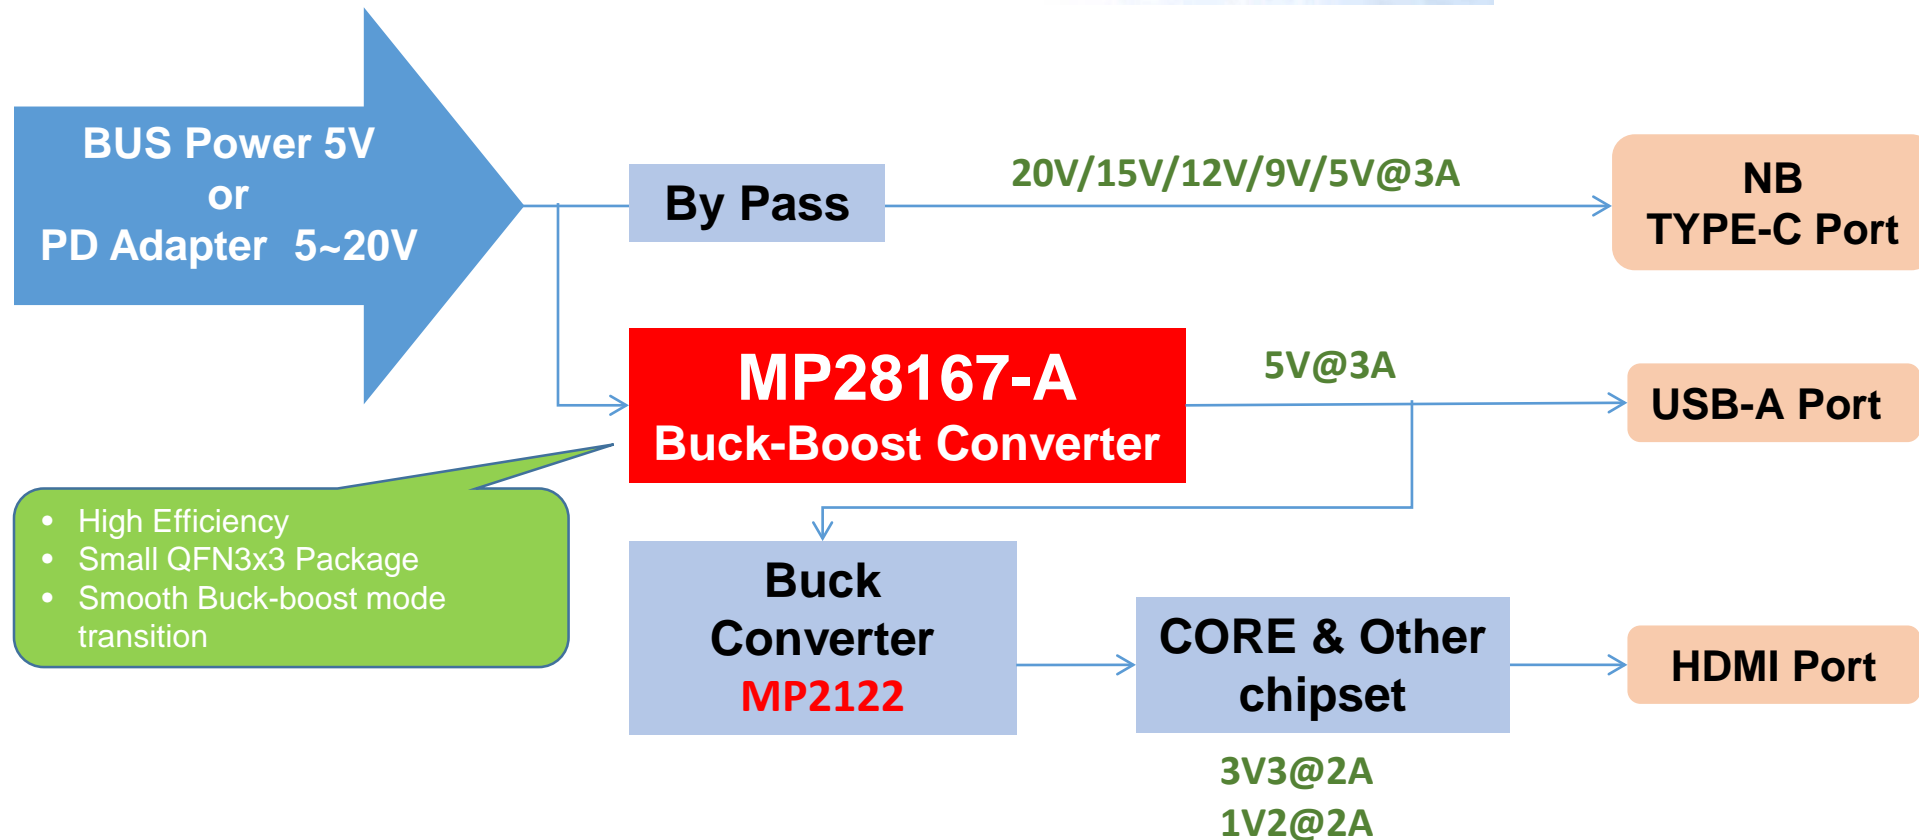 BUS Power 5V
or
PD Adapter 5~20V
By Pass
20V/15V/12V/9V/5V@3A
NB
TYPE-C Port
MP28167-A
Buck-Boost Converter
5V@3A
USB-A Port
• High Efficiency
• Small QFN3x3 Package
• Smooth Buck-boost mode
transition
Buck
Converter
MP2122
CORE & Other
chipset
HDMI Port
3V3@2A
1V2@2A